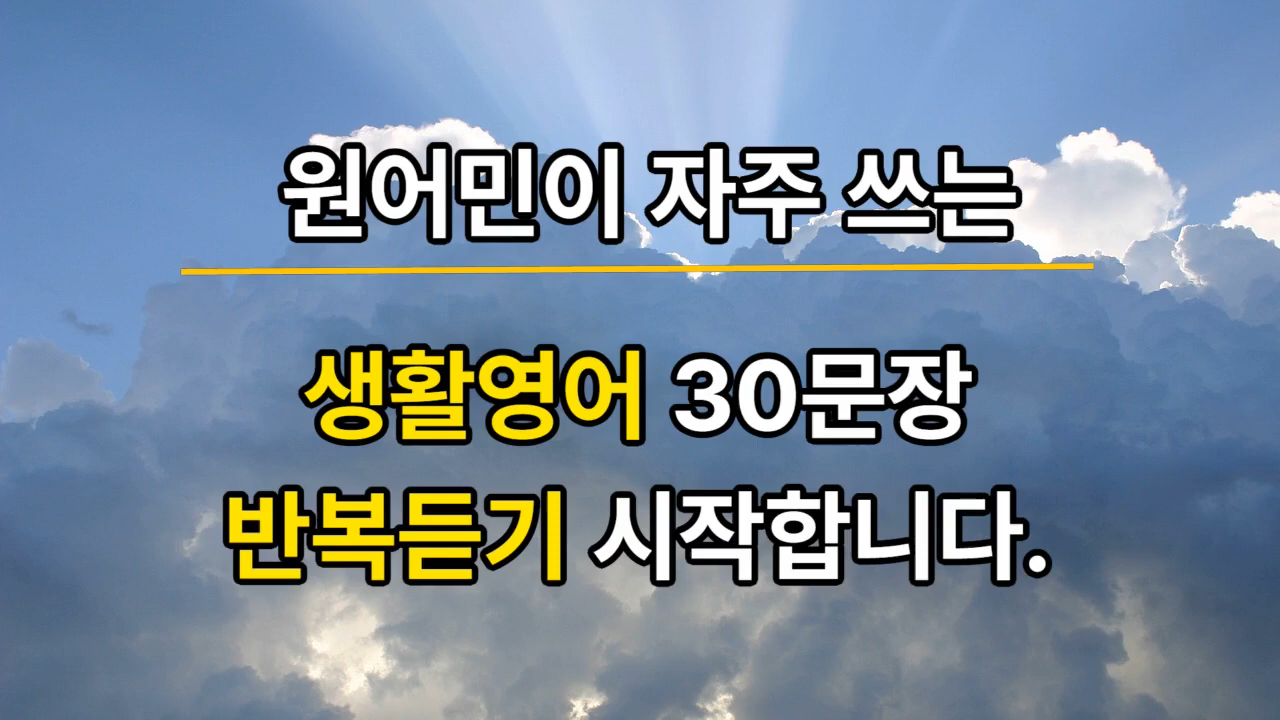 원어민이 자주 쓰는
생활영어 30문장
반복듣기 시작합니다.